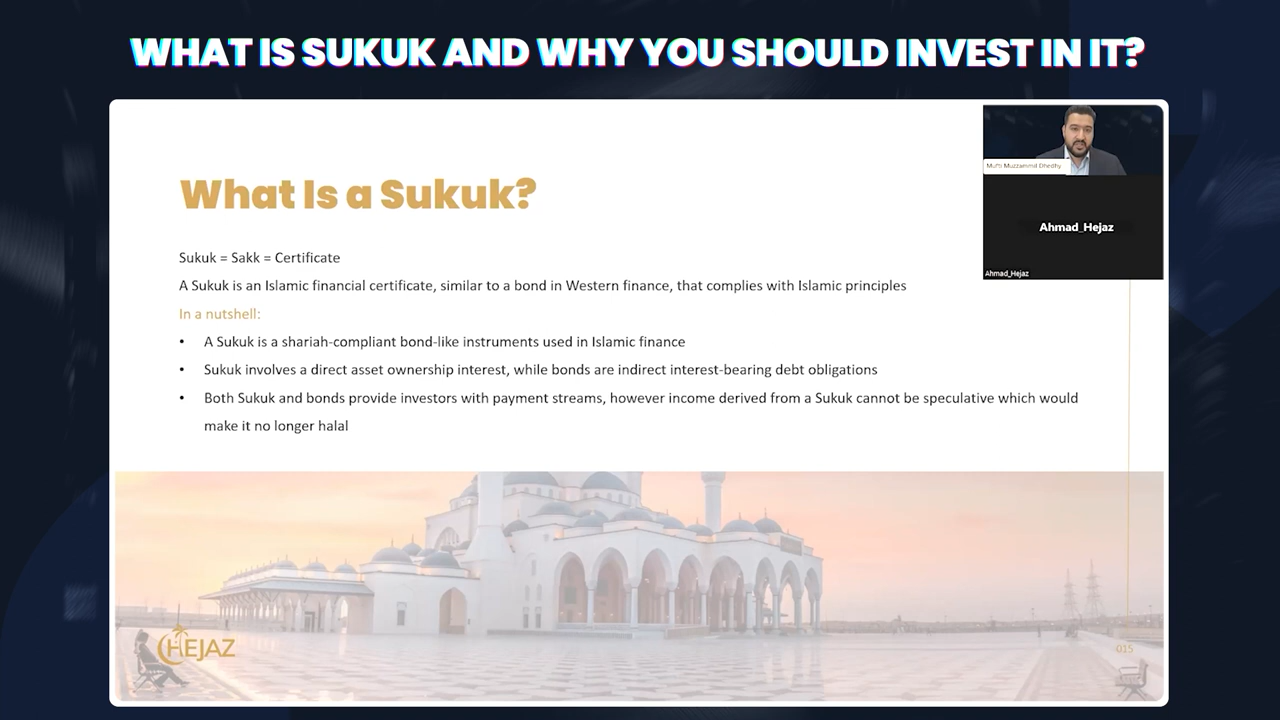 WHAT IS SUKUK AND WHY YOU SHOULD INVEST IN IT?
Mufti Muzzammil Dhedhy
Ahmad_Hejaz
Ahmad_Hejaz
What Is a Sukuk?
Sukuk = Sakk = Certificate
A Sukuk is an Islamic financial certificate, similar to a bond in Western finance, that complies with Islamic principles
In a nutshell:
• A Sukuk is a shariah-compliant bond-like instruments used in Islamic finance
• Sukuk involves a direct asset ownership interest, while bonds are indirect interest-bearing debt obligations
• Both Sukuk and bonds provide investors with payment streams, however income derived from a Sukuk cannot be speculative which would
make it no longer halal
HEJAZ
015